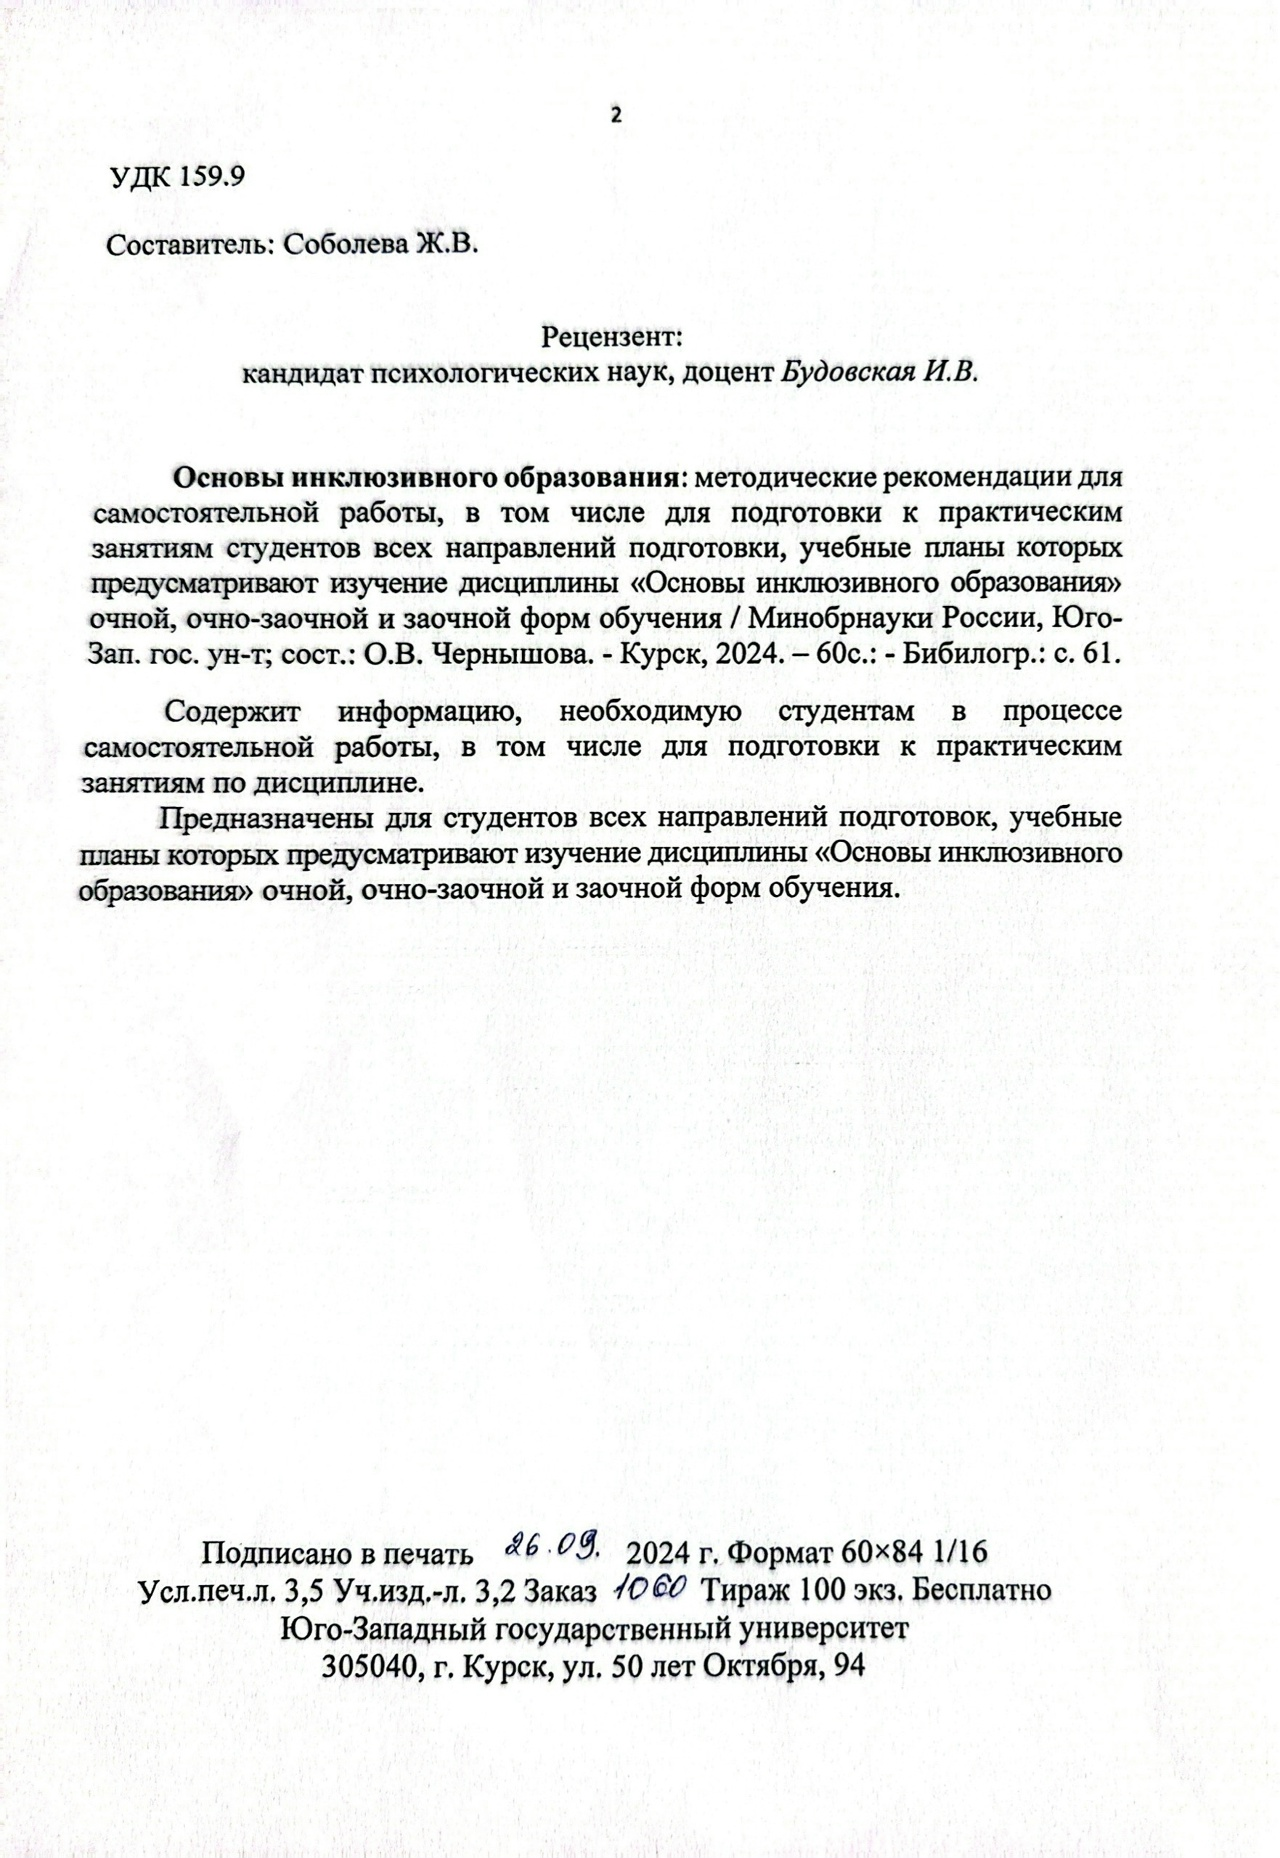 2
УДК 159.9
Составитель: Соболева Ж.В.
Рецензент:
кандидат психологических наук, доцент Будовская И.В.
Основы инклюзивного образования: методические рекомендации для
самостоятельной работы, в том числе для подготовки к практическим
занятиям студентов всех направлений подготовки, учебные планы которых
предусматривают изучение дисциплины «Основы инклюзивного образования»
очной, очно-заочной и заочной форм обучения / Минобрнауки России, Юго-
Зап. гос. ун-т; сост.: О.В. Чернышова. - Курск, 2024. – 60с.: - Бибилогр.: с. 61.
Содержит информацию, необходимую студентам в процессе
самостоятельной работы, в том числе для подготовки к практическим
занятиям по дисциплине.
Предназначены для студентов всех направлений подготовок, учебные
планы которых предусматривают изучение дисциплины «Основы инклюзивного
образования» очной, очно-заочной и заочной форм обучения.
Подписано в печать 26.09. 2024 г. Формат 60×84 1/16
Усл.печ.л. 3,5 Уч.изд.-л. 3,2 Заказ 1060 Тираж 100 экз. Бесплатно
Юго-Западный государственный университет
305040, г. Курск, ул. 50 лет Октября, 94